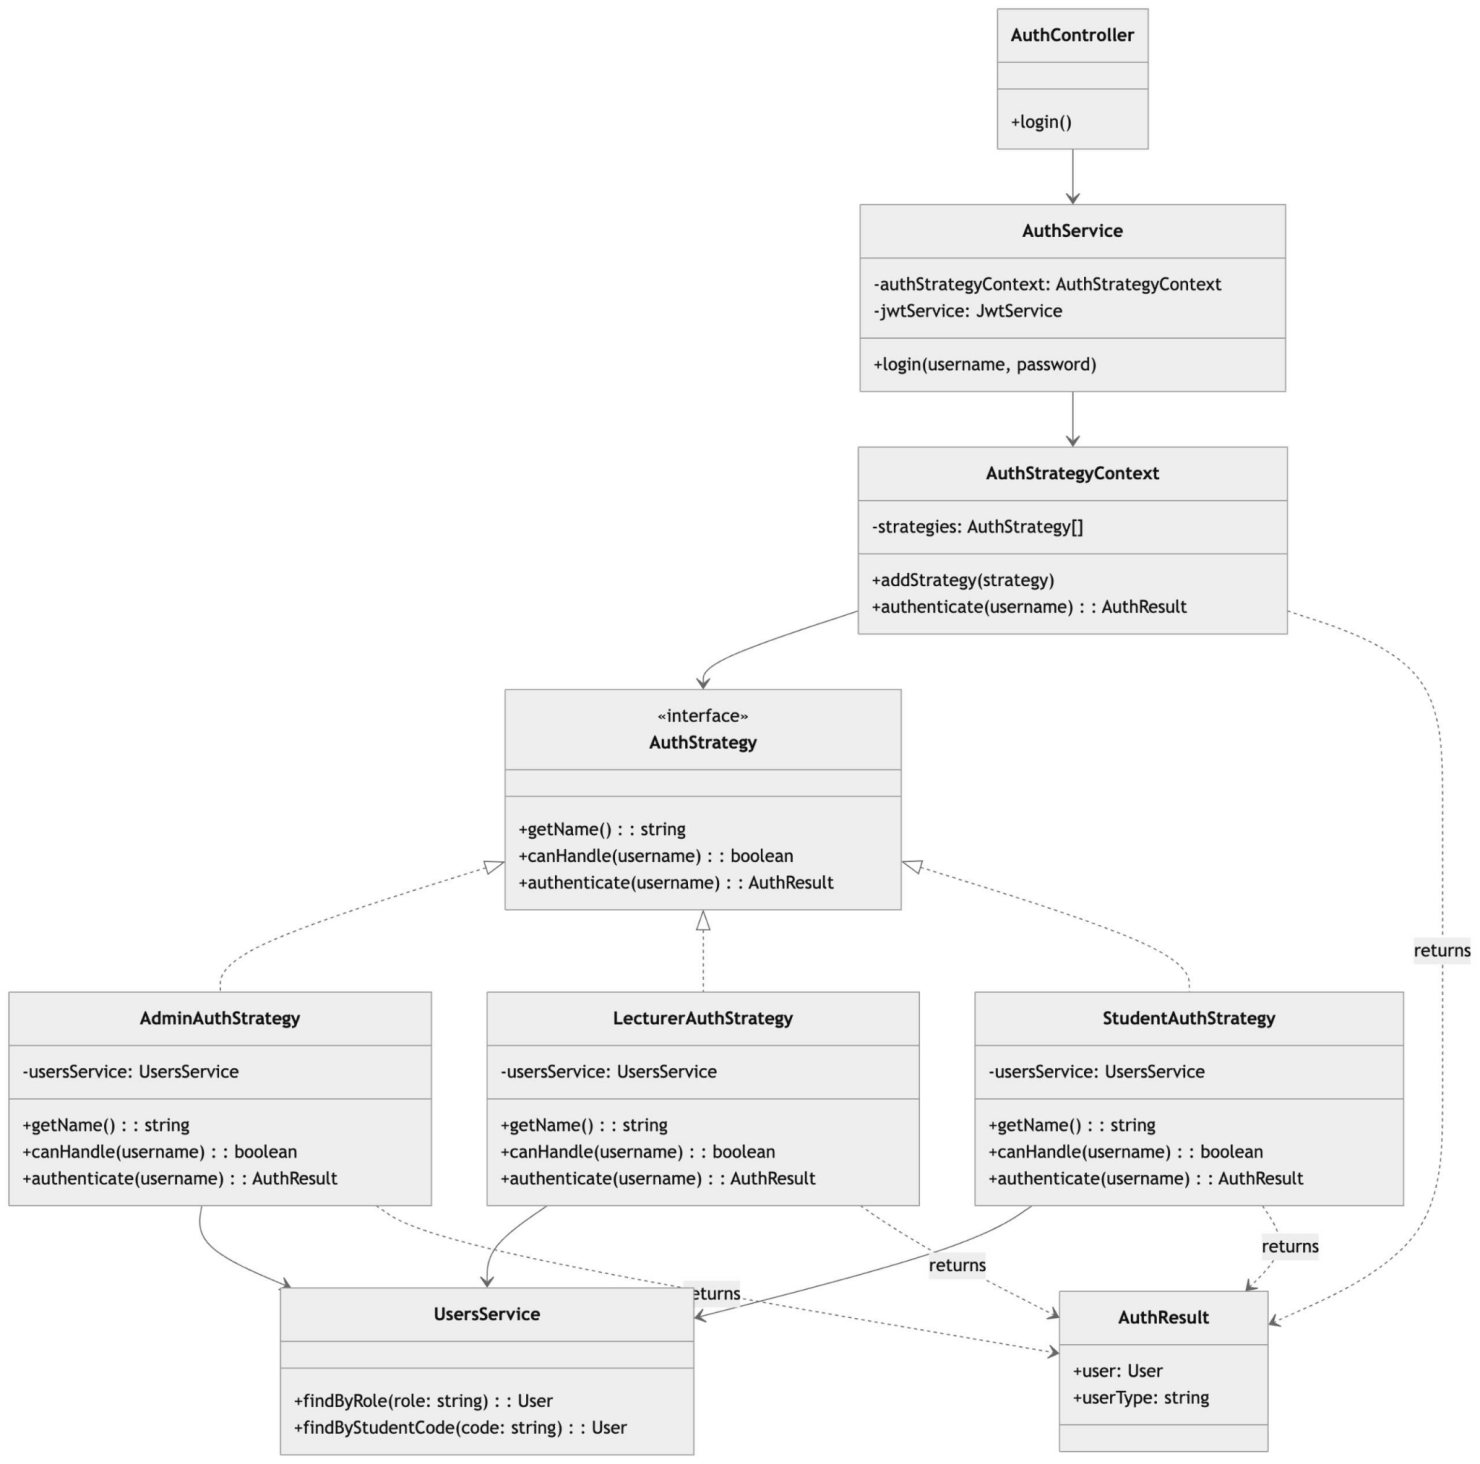 AuthController
+login()
AuthService
-authStrategyContext: AuthStrategyContext
-jwtService: JwtService
+login(username, password)
AuthStrategyContext
-strategies: AuthStrategy[]
+addStrategy(strategy)
+authenticate(username) : : AuthResult
«interface»
AuthStrategy
+getName() : : string
+canHandle(username) : : boolean
+authenticate(username) : : AuthResult
returns
AdminAuthStrategy
-usersService: UsersService
+getName() : : string
+canHandle(username) : : boolean
+authenticate(username) : : AuthResult
LecturerAuthStrategy
-usersService: UsersService
+getName() : : string
+canHandle(username) : : boolean
+authenticate(username) : : AuthResult
StudentAuthStrategy
-usersService: UsersService
+getName() : : string
+canHandle(username) : : boolean
+authenticate(username) : : AuthResult
returns
returns
eturns
UsersService
+findByRole(role: string) : : User
+findByStudentCode(code: string) : : User
AuthResult
+user: User
+userType: string